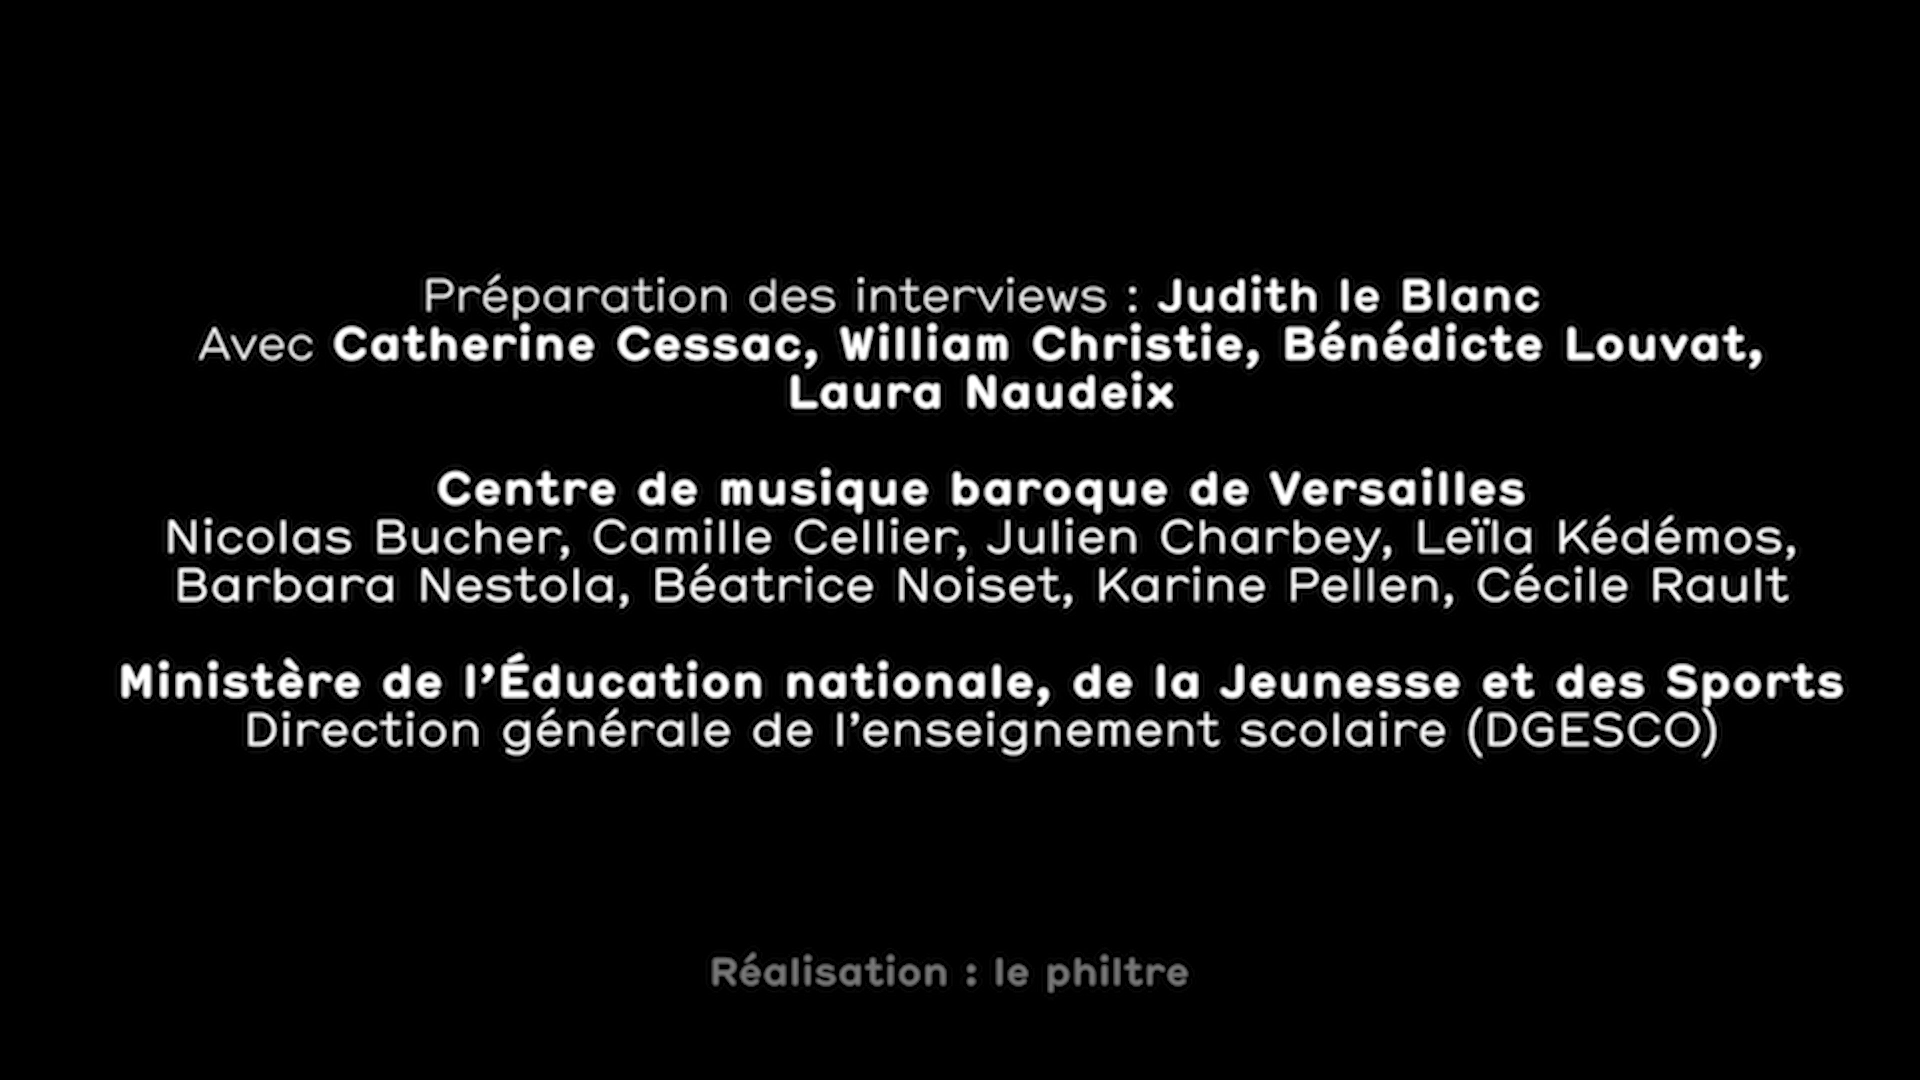 Préparation des interviews : Judith le Blanc
Avec Catherine Cessac, William Christie, Bénédicte Louvat,
Laura Naudeix
Centre de musique baroque de Versailles
Nicolas Bucher, Camille Cellier, Julien Charbey, Leïla Kédémos,
Barbara Nestola, Béatrice Noiset, Karine Pellen, Cécile Rault
Ministère de l’Éducation nationale, de la Jeunesse et des Sports
Direction générale de l’enseignement scolaire (DGESCO)
Réalisation : le philtre